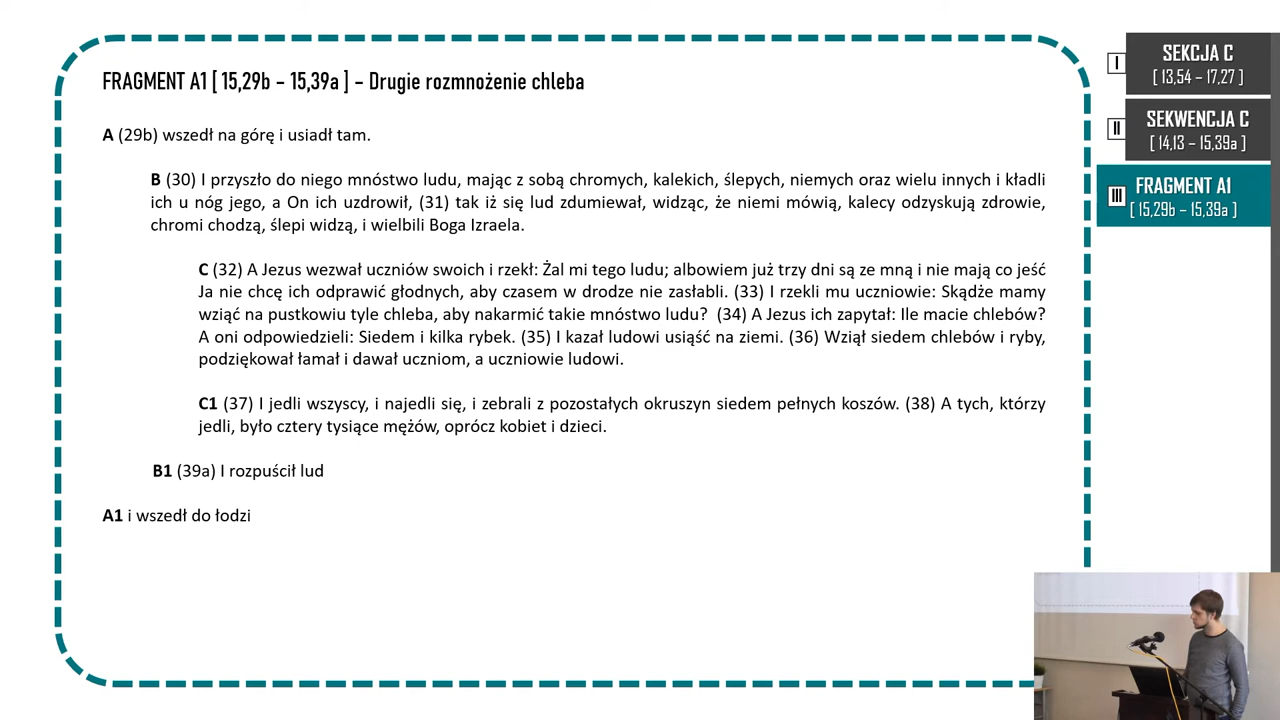 FRAGMENT A1 [ 15,29b – 15,39a ] – Drugie rozmnożenie chleba
A (29b) wszedł na górę i usiadł tam.
B (30) I przyszło do niego mnóstwo ludu, mając z sobą chromych, kalekich, ślepych, niemych oraz wielu innych i kładli
ich u nóg jego, a On ich uzdrowił, (31) tak iż się lud zdumiewał, widząc, że niemi mówią, kalecy odzyskują zdrowie,
chromi chodzą, ślepi widzą, i wielbili Boga Izraela.
C (32) A Jezus wezwał uczniów swoich i rzekł: Żal mi tego ludu; albowiem już trzy dni są ze mną i nie mają co jeść
Ja nie chcę ich odprawić głodnych, aby czasem w drodze nie zasłabli. (33) I rzekli mu uczniowie: Skądże mamy
wziąć na pustkowiu tyle chleba, aby nakarmić takie mnóstwo ludu? (34) A Jezus ich zapytał: Ile macie chlebów?
A oni odpowiedzieli: Siedem i kilka rybek. (35) I kazał ludowi usiąść na ziemi. (36) Wziął siedem chlebów i ryby,
podziękował łamał i dawał uczniom, a uczniowie ludowi.
C1 (37) I jedli wszyscy, i najedli się, i zebrali z pozostałych okruszyn siedem pełnych koszów. (38) A tych, którzy
jedli, było cztery tysiące mężów, oprócz kobiet i dzieci.
B1 (39a) I rozpuścił lud
A1 i wszedł do łodzi
I
SEKCJA C
[ 13,54 – 17,27 ]
II
SEKWENCJA C
[ 14,13 – 15,39a ]
III
FRAGMENT A1
[ 15,29b – 15,39a ]